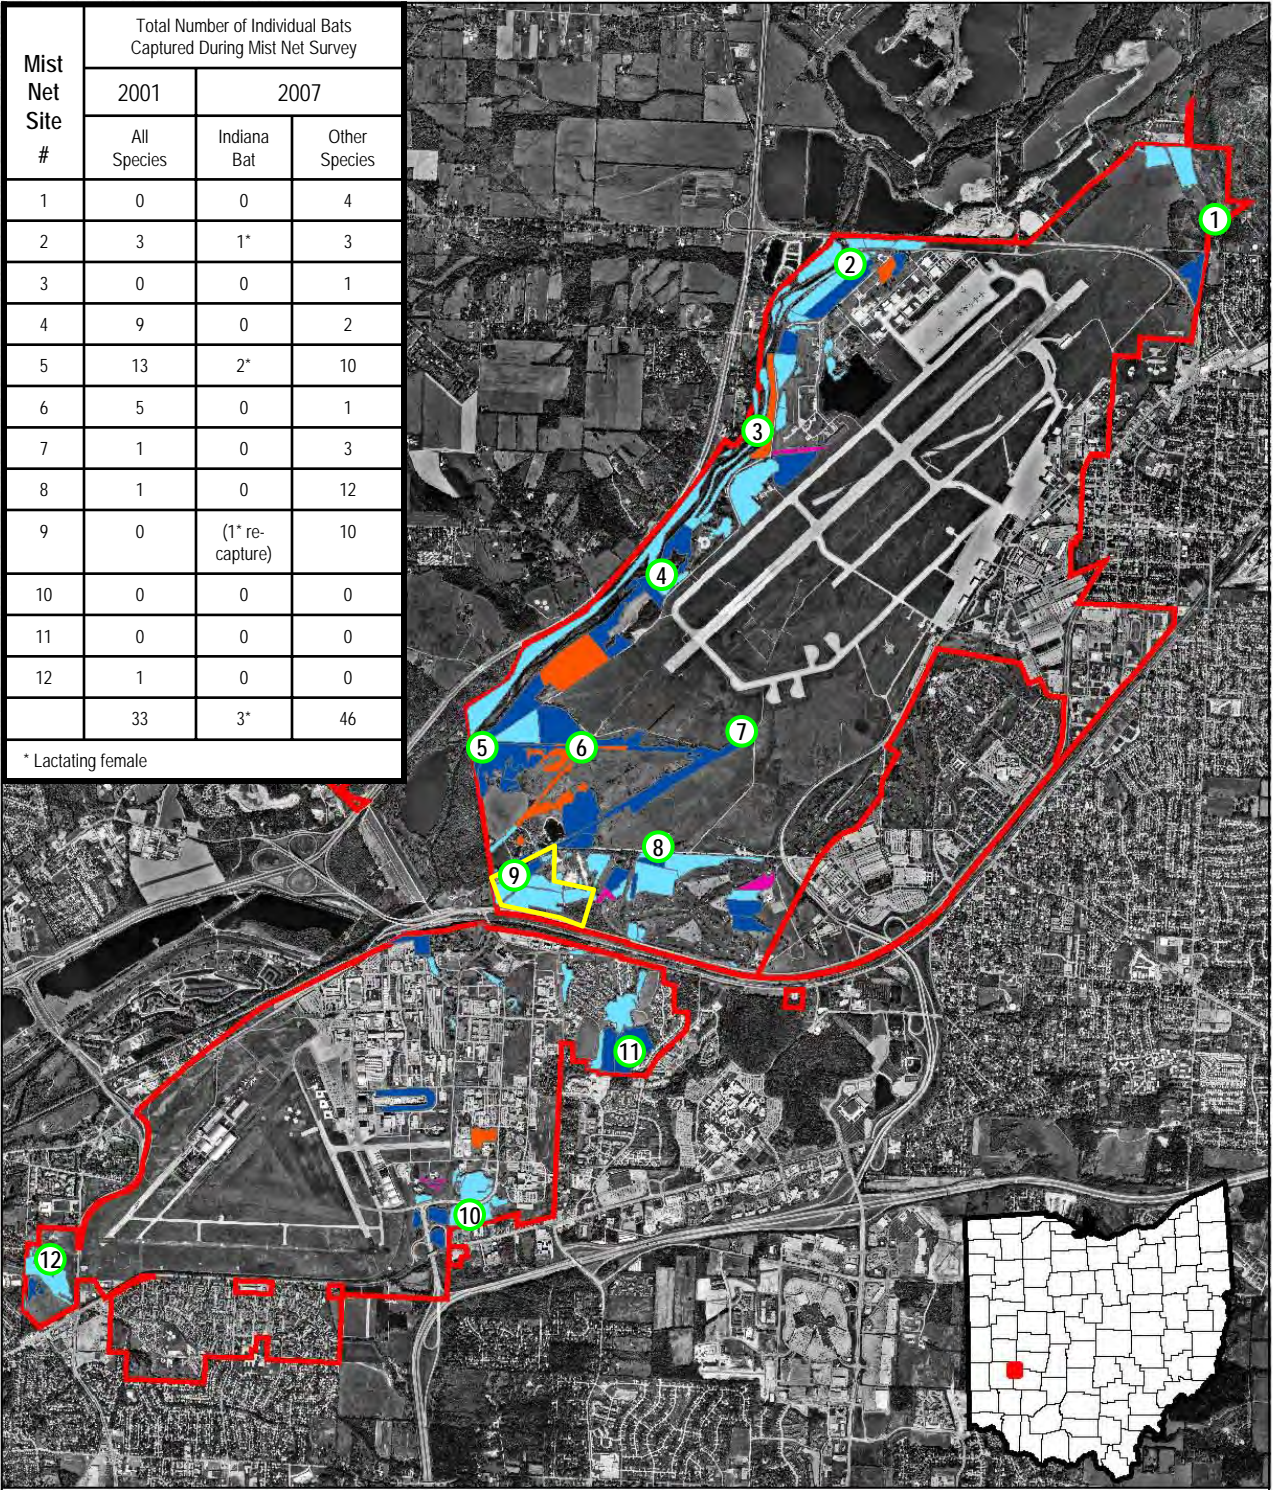 Total Number of Individual Bats
Captured During Mist Net Survey
Mist
Net
Site
#
2001 2007
All
Species
Indiana
Bat
Other
Species
1 0 0 4
2 3 1* 3
3 0 0 1
4 9 0 2
5 13 2* 10
6 5 0 1
7 1 0 3
8 1 0 12
9 0 (1* re-
capture) 10
10 0 0 0
11 0 0 0
12 1 0 0
33 3* 46
* Lactating female
1
2
3
4
5
6
7
8
9
10
11
12